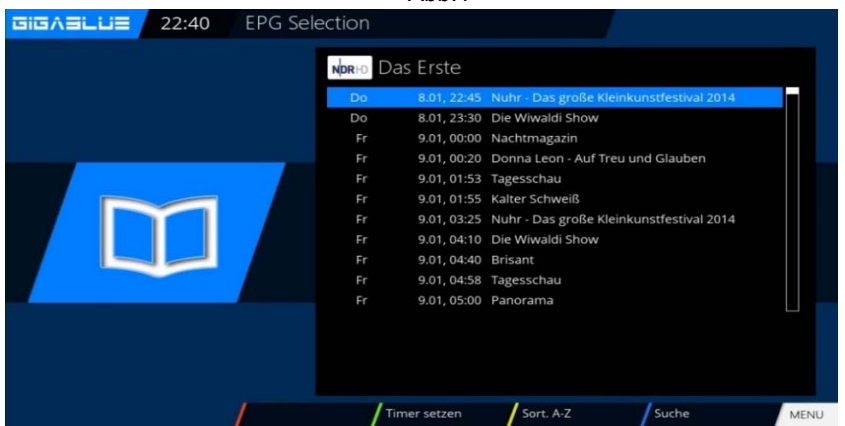 GIGABLUE 22:40 EPG Selection
NDR HD Das Erste
Do 8.01, 22:45 Nuhr - Das große Kleinkunstfestival 2014
Do 8.01, 23:30 Die Wiwaldi Show
Fr 9.01, 00:00 Nachtmagazin
Fr 9.01, 00:20 Donna Leon - Auf Treu und Glauben
Fr 9.01, 01:53 Tagesschau
Fr 9.01, 01:55 Kalter Schweiß
Fr 9.01, 03:25 Nuhr - Das große Kleinkunstfestival 2014
Fr 9.01, 04:10 Die Wiwaldi Show
Fr 9.01, 04:40 Brisant
Fr 9.01, 04:58 Tagesschau
Fr 9.01, 05:00 Panorama
Timer setzen Sort. A-Z Suche MENU